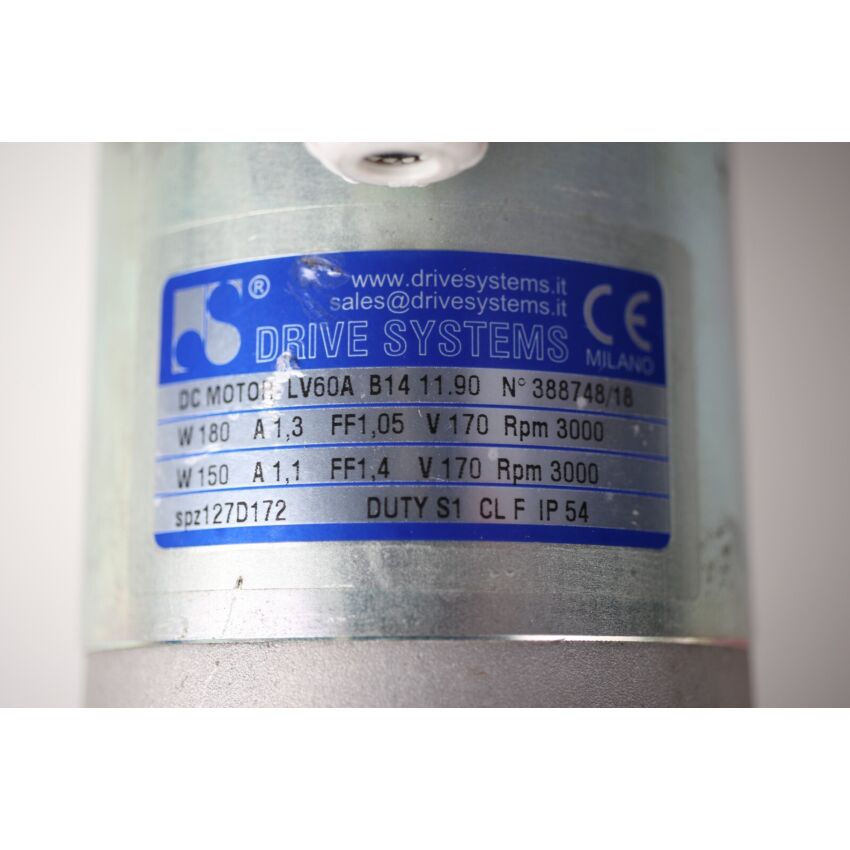 ®
www.drivesystems.it
sales@drivesystems.it
DRIVE SYSTEMS
CE
MILANO
DC MOTOR LV60A B14 11.90 N° 388748/18
W 180 A 1,3 FF1,05 V 170 Rpm 3000
W 150 A 1,1 FF1,4 V 170 Rpm 3000
spz127D172 DUTY S1 CL F IP 54